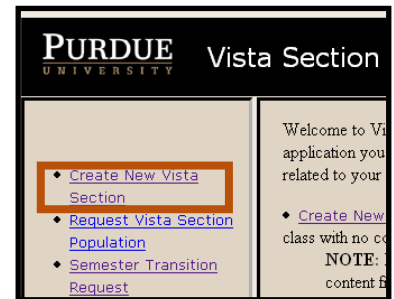 PURDUE
UNIVERSITY
Vista Section
Create New Vista
Section
Request Vista Section
Population
Semester Transition
Request
Welcome to Vi
application you
related to your
Create New
class with no co
NOTE:
content fi